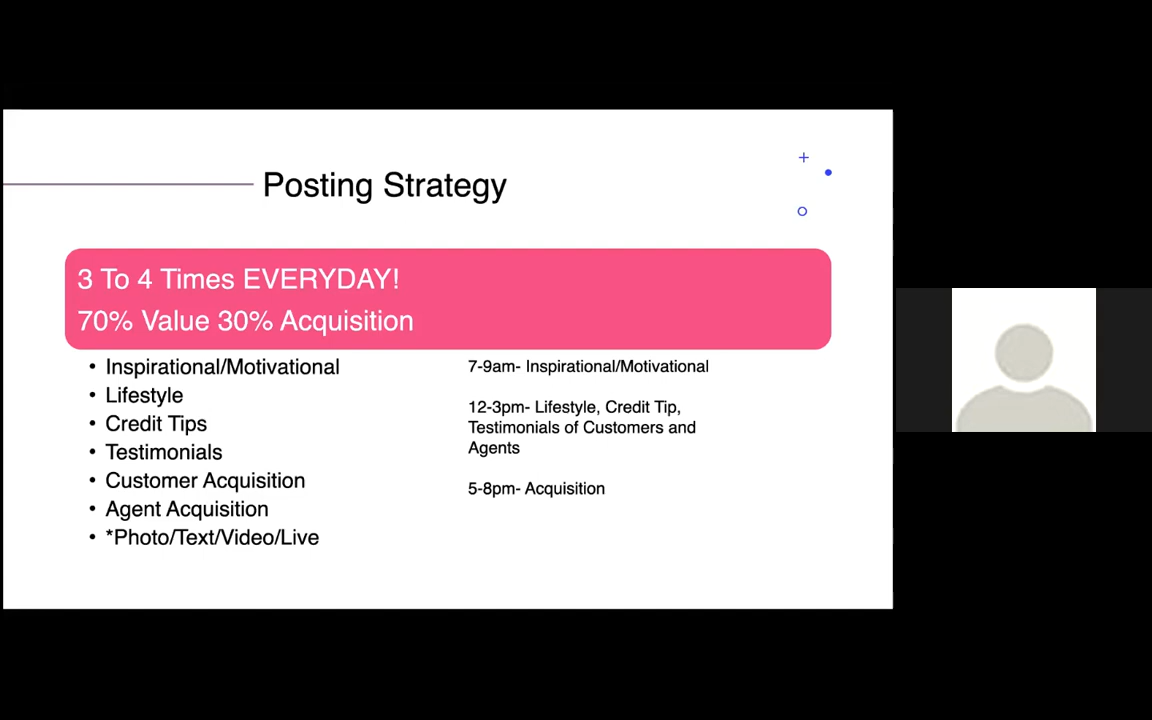 Posting Strategy
3 To 4 Times EVERYDAY!
70% Value 30% Acquisition
• Inspirational/Motivational
• Lifestyle
• Credit Tips
• Testimonials
• Customer Acquisition
• Agent Acquisition
• *Photo/Text/Video/Live
7-9am- Inspirational/Motivational
12-3pm- Lifestyle, Credit Tip,
Testimonials of Customers and
Agents
5-8pm- Acquisition